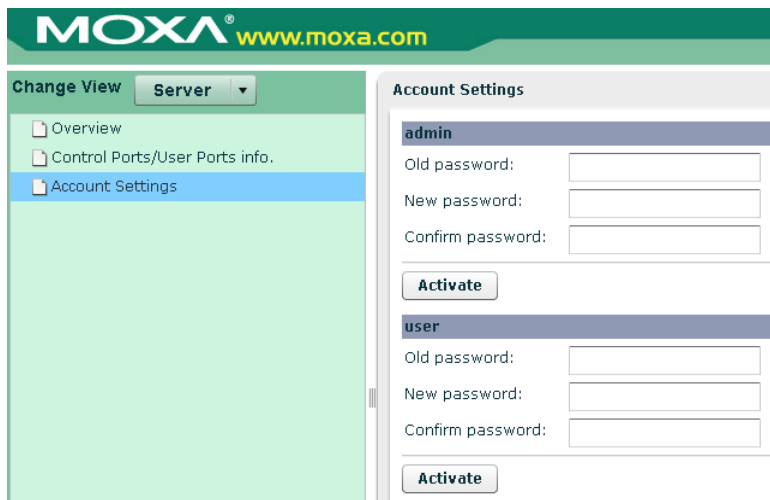 MOXA® www.moxa.com
Change View Server
Overview
Control Ports/User Ports info.
Account Settings
Account Settings
admin
Old password:
New password:
Confirm password:
Activate
user
Old password:
New password:
Confirm password:
Activate